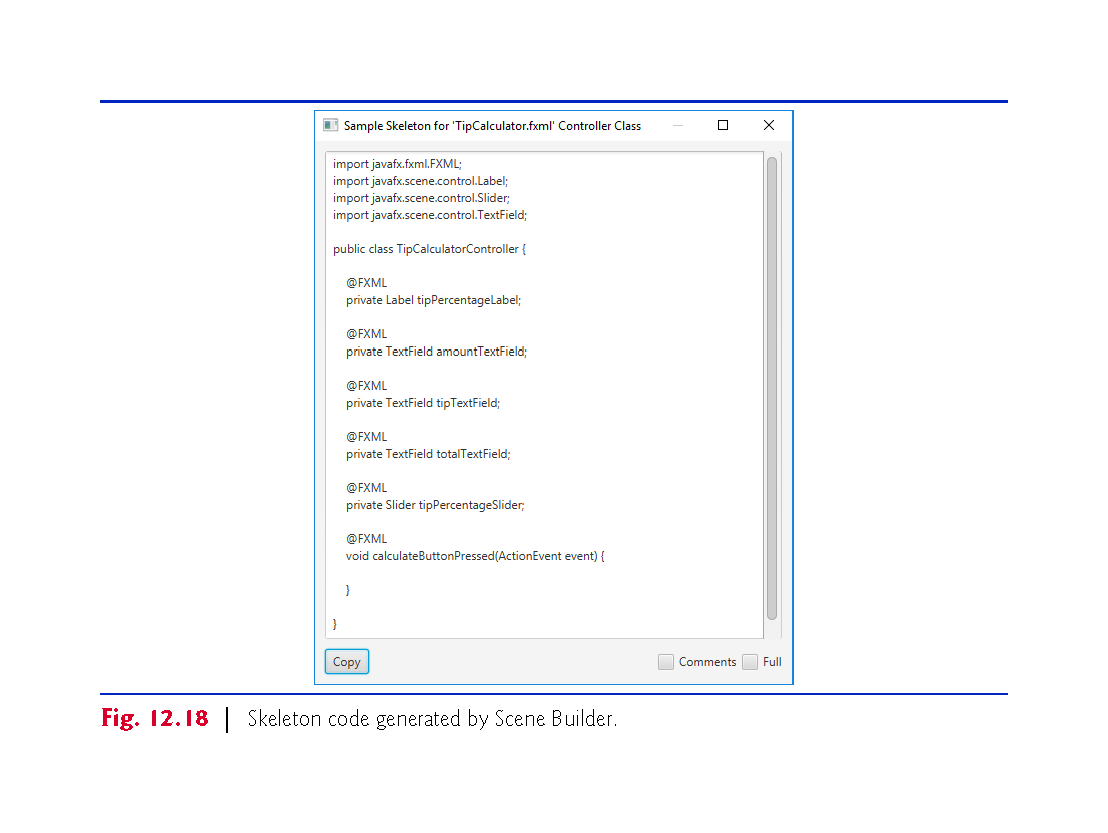 Sample Skeleton for 'TipCalculator.fxml' Controller Class
import javafx.fxml.FXML;
import javafx.scene.control.Label;
import javafx.scene.control.Slider;
import javafx.scene.control.TextField;
public class TipCalculatorController {
@FXML
private Label tipPercentageLabel;
@FXML
private TextField amountTextField;
@FXML
private TextField tipTextField;
@FXML
private TextField totalTextField;
@FXML
private Slider tipPercentageSlider;
@FXML
void calculateButtonPressed(ActionEvent event) {
}
}
Copy Comments Full
Fig. 12.18 | Skeleton code generated by Scene Builder.